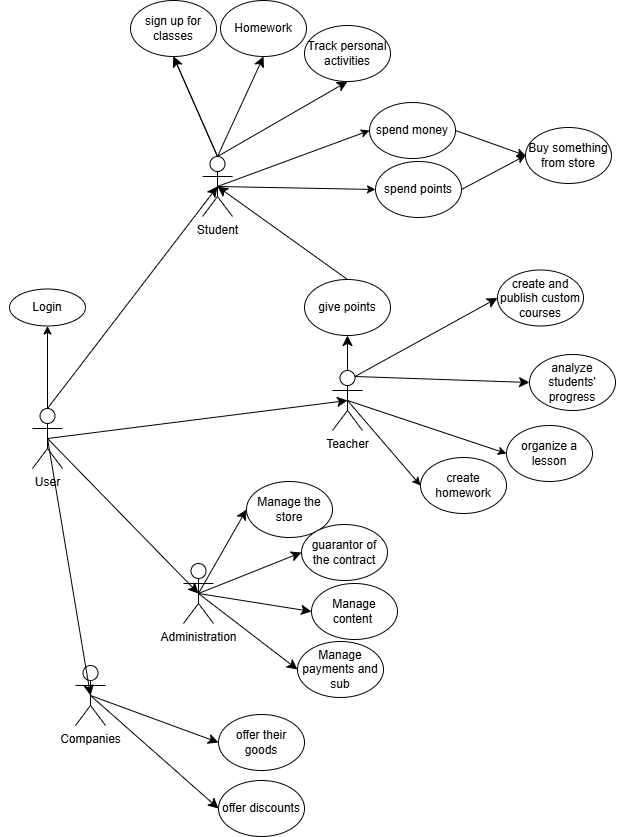 sign up for
classes
Homework
Track personal
activities
spend money
Buy something
from store
spend points
Student
Login
give points
create and
publish custom
courses
analyze
students'
progress
Teacher
organize a
lesson
create
homework
User
Manage the
store
guarantor of
the contract
Manage
content
Administration
Manage
payments and
sub
Companies
offer their
goods
offer discounts